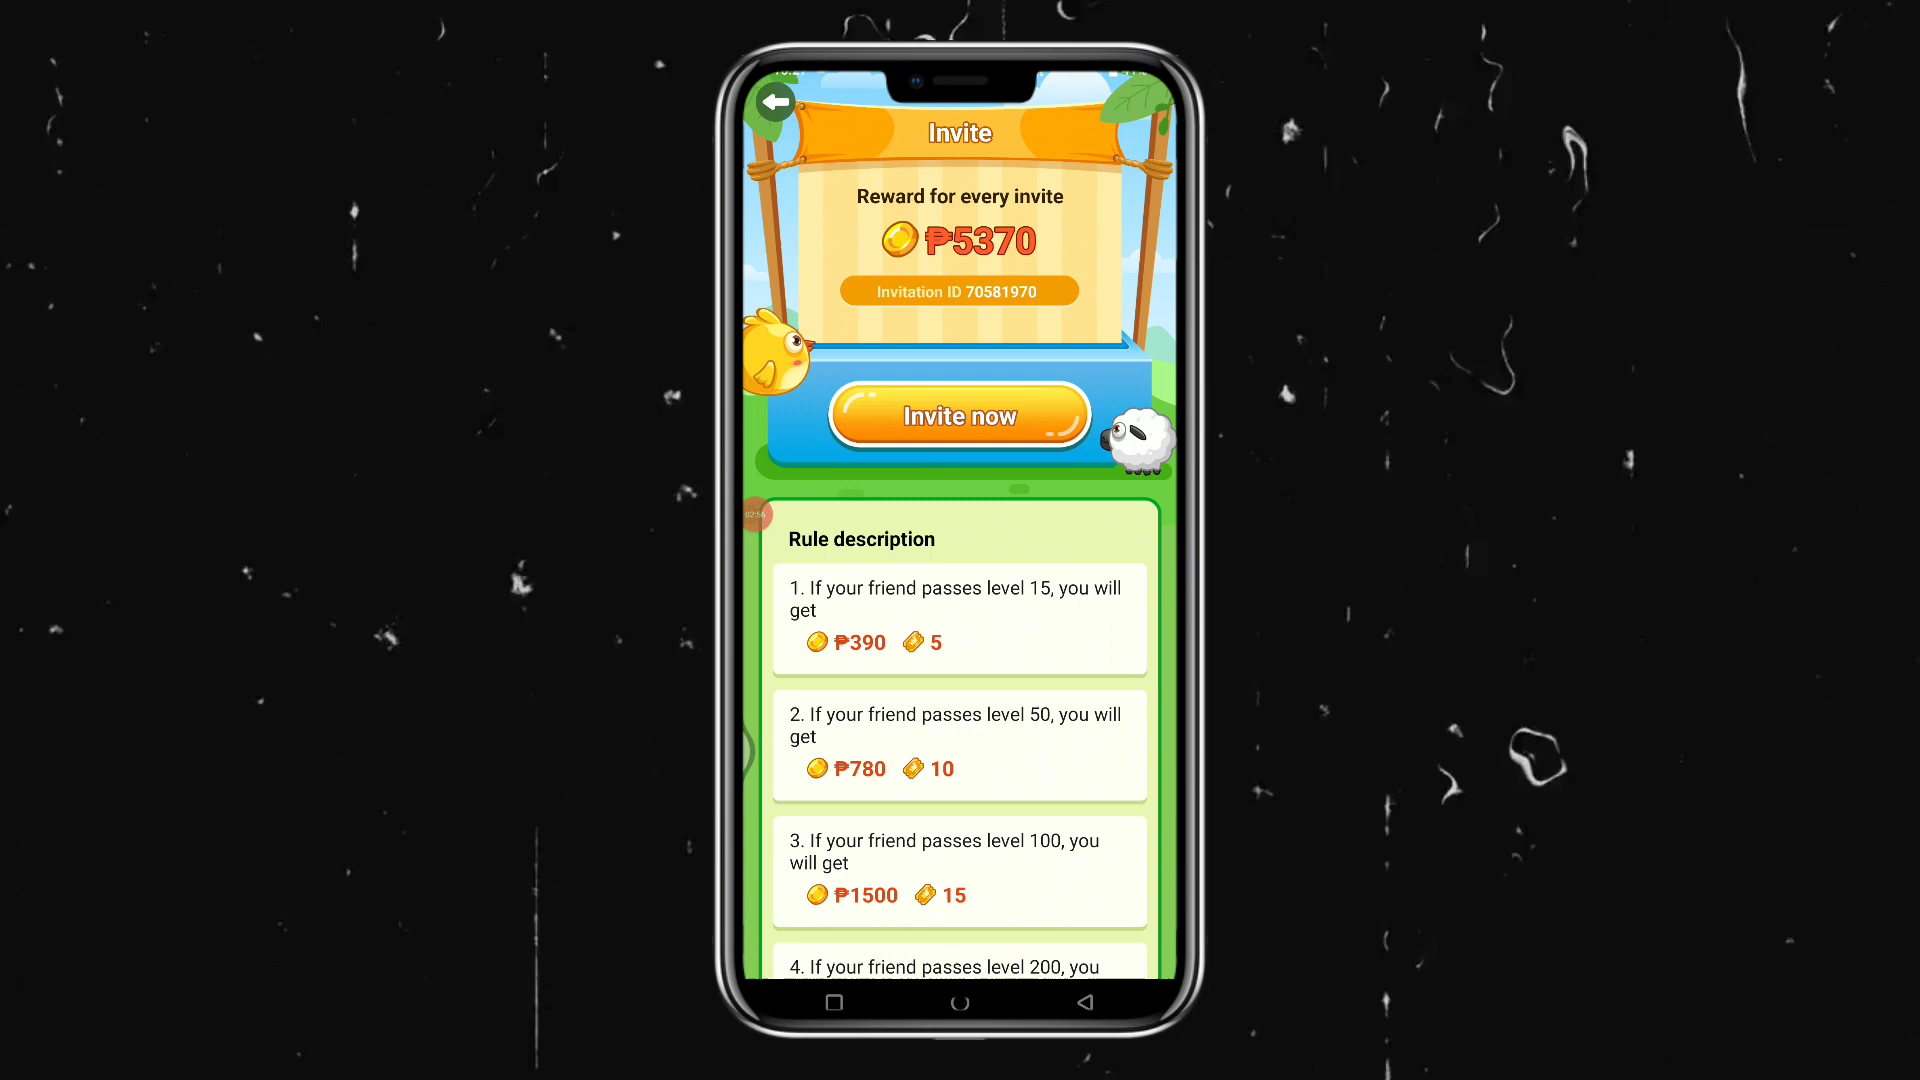 Invite
Reward for every invite
₱5370
Invitation ID 70581970
Invite now
02:56
Rule description
1. If your friend passes level 15, you will
get
₱390 5
2. If your friend passes level 50, you will
get
₱780 10
3. If your friend passes level 100, you
will get
₱1500 15
4. If your friend passes level 200, you